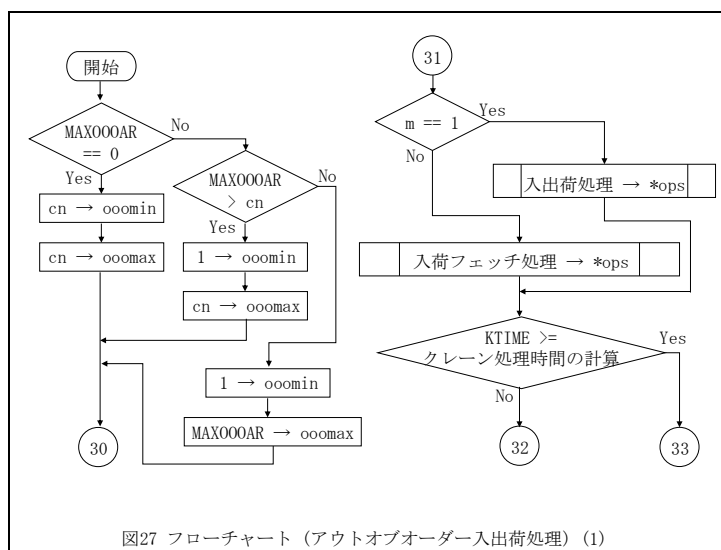 開始
MAXOOOAR
== 0
No
Yes
cn → ooomin
cn → ooomax
MAXOOOAR
> cn
No
Yes
1 → ooomin
cn → ooomax
1 → ooomin
MAXOOOAR → ooomax
30
31
m == 1
Yes
No
入出荷処理 → *ops
入荷フェッチ処理 → *ops
KTIME >=
クレーン処理時間の計算
Yes
No
32
33
図27 フローチャート (アウトオブオーダー入出荷処理) (1)